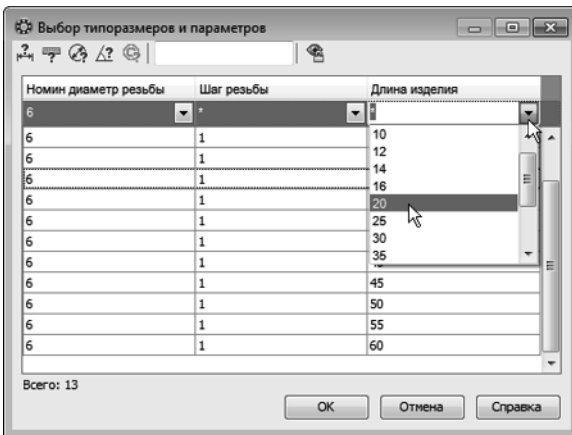 Выбор типоразмеров и параметров
Номин диаметр резьбы Шаг резьбы Длина изделия
6 * *
6 1 10
6 1 12
6 1 14
6 1 16
6 1 20
6 1 25
6 1 30
6 1 35
6 1 45
6 1 50
6 1 55
6 1 60
Всего: 13
OK Отмена Справка